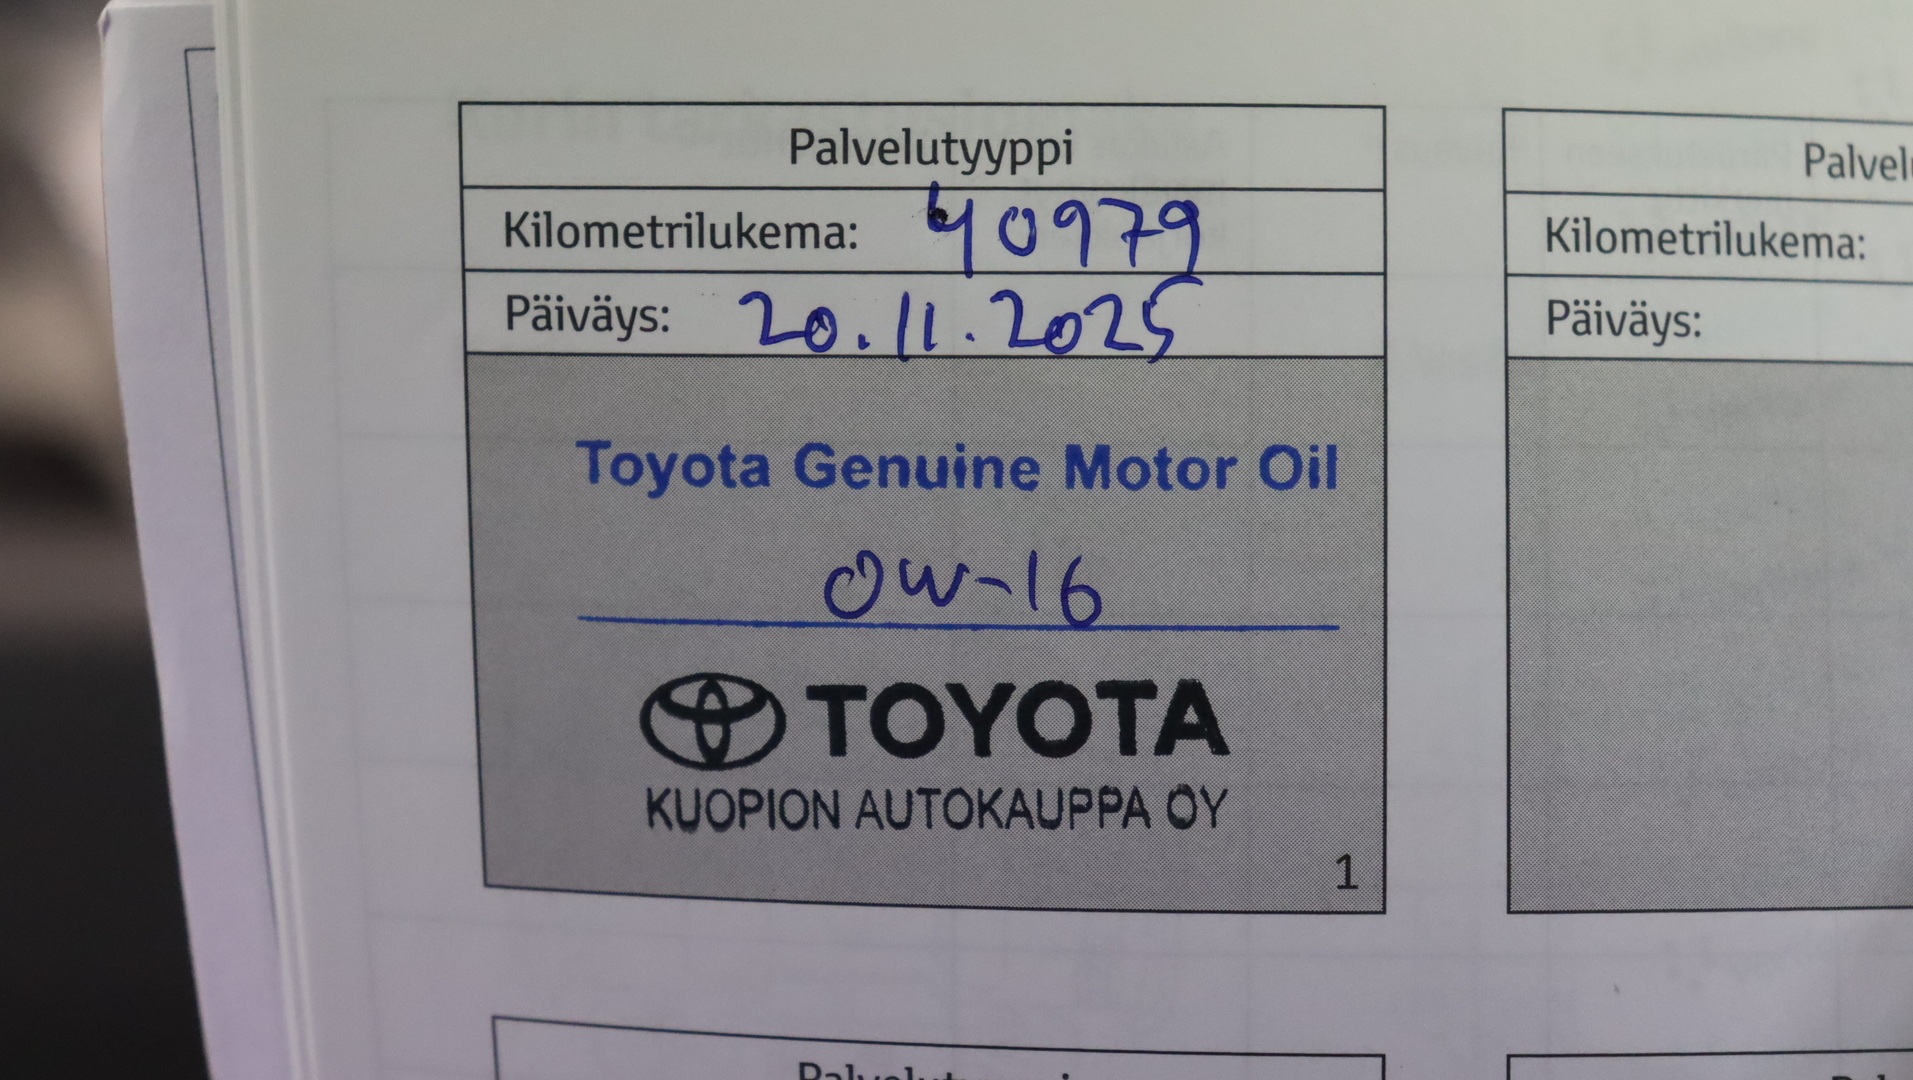 Palvelutyyppi
Kilometrilukema: 40979
Päiväys: 20.11.2025
Toyota Genuine Motor Oil
0W-16
TOYOTA
KUOPION AUTOKAUPPA OY
1
Kilometrilukema:
Päiväys: